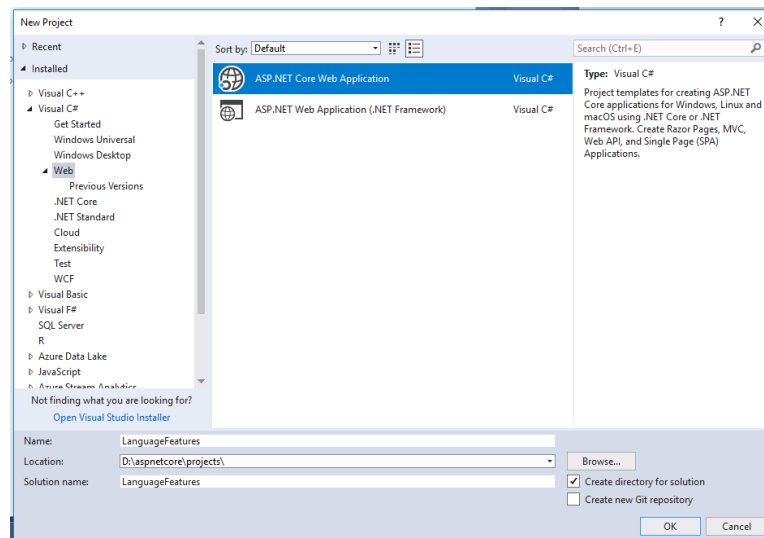 New Project
?
Recent
Installed
Visual C++
Visual C#
Get Started
Windows Universal
Windows Desktop
Web
Previous Versions
.NET Core
.NET Standard
Cloud
Extensibility
Test
WCF
Visual Basic
Visual F#
SQL Server
R
Azure Data Lake
JavaScript
Azure Stream Analytics
Not finding what you are looking for?
Open Visual Studio Installer
Sort by: Default
ASP.NET Core Web Application Visual C#
ASP.NET Web Application (.NET Framework) Visual C#
Search (Ctrl+E)
Type: Visual C#
Project templates for creating ASP.NET
Core applications for Windows, Linux and
macOS using .NET Core or .NET
Framework. Create Razor Pages, MVC,
Web API, and Single Page (SPA)
Applications.
Name: LanguageFeatures
Location: D:\aspnetcore\projects\ Browse...
Solution name: LanguageFeatures
Create directory for solution
Create new Git repository
OK Cancel